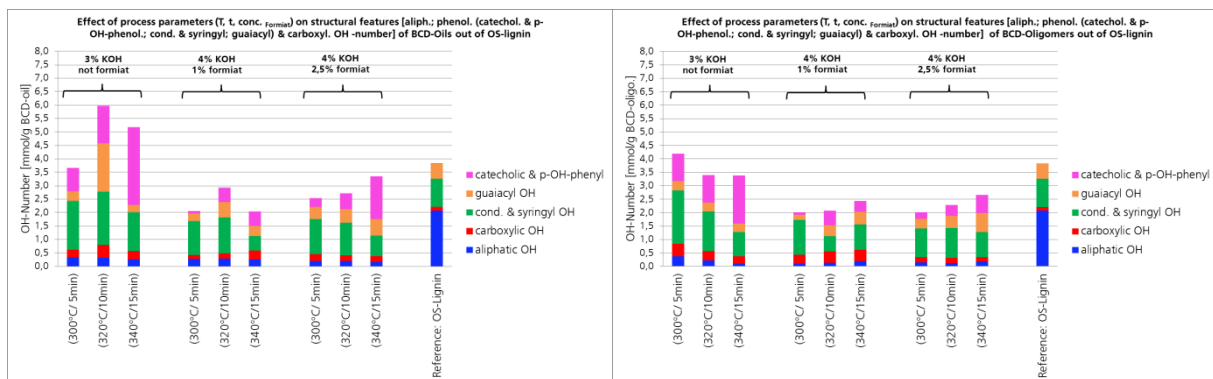 Effect of process parameters (T, t, conc. Formiat) on structural features [aliph.; phenol. (catechol. & p-
OH-phenol.; cond. & syringyl; guaiacyl) & carboxyl. OH -number] of BCD-Oils out of OS-lignin
8,0
7,5
7,0
6,5
6,0
5,5
5,0
4,5
4,0
3,5
3,0
2,5
2,0
1,5
1,0
0,5
0,0
OH-Number [mmol/g BCD-oil]
3% KOH
not formiat
4% KOH
1% formiat
4% KOH
2,5% formiat
(300°C/ 5min)
(320°C/10min)
(340°C/15min)
(300°C/ 5min)
(320°C/10min)
(340°C/15min)
(300°C/ 5min)
(320°C/10min)
(340°C/15min)
Reference: OS-Lignin
catecholic & p-OH-phenyl
guaiacyl OH
cond. & syringyl OH
carboxylic OH
aliphatic OH
Effect of process parameters (T, t, conc. Formiat) on structural features [aliph.; phenol. (catechol. & p-
OH-phenol.; cond. & syringyl; guaiacyl) & carboxyl. OH -number] of BCD-Oligomers out of OS-lignin
8,0
7,5
7,0
6,5
6,0
5,5
5,0
4,5
4,0
3,5
3,0
2,5
2,0
1,5
1,0
0,5
0,0
OH-Number [mmol/g BCD-oligo.]
3% KOH
not formiat
4% KOH
1% formiat
4% KOH
2,5% formiat
(300°C/ 5min)
(320°C/10min)
(340°C/15min)
(300°C/ 5min)
(320°C/10min)
(340°C/15min)
(300°C/ 5min)
(320°C/10min)
(340°C/15min)
Reference: OS-Lignin
catecholic & p-OH-phenyl
guaiacyl OH
cond. & syringyl OH
carboxylic OH
aliphatic OH